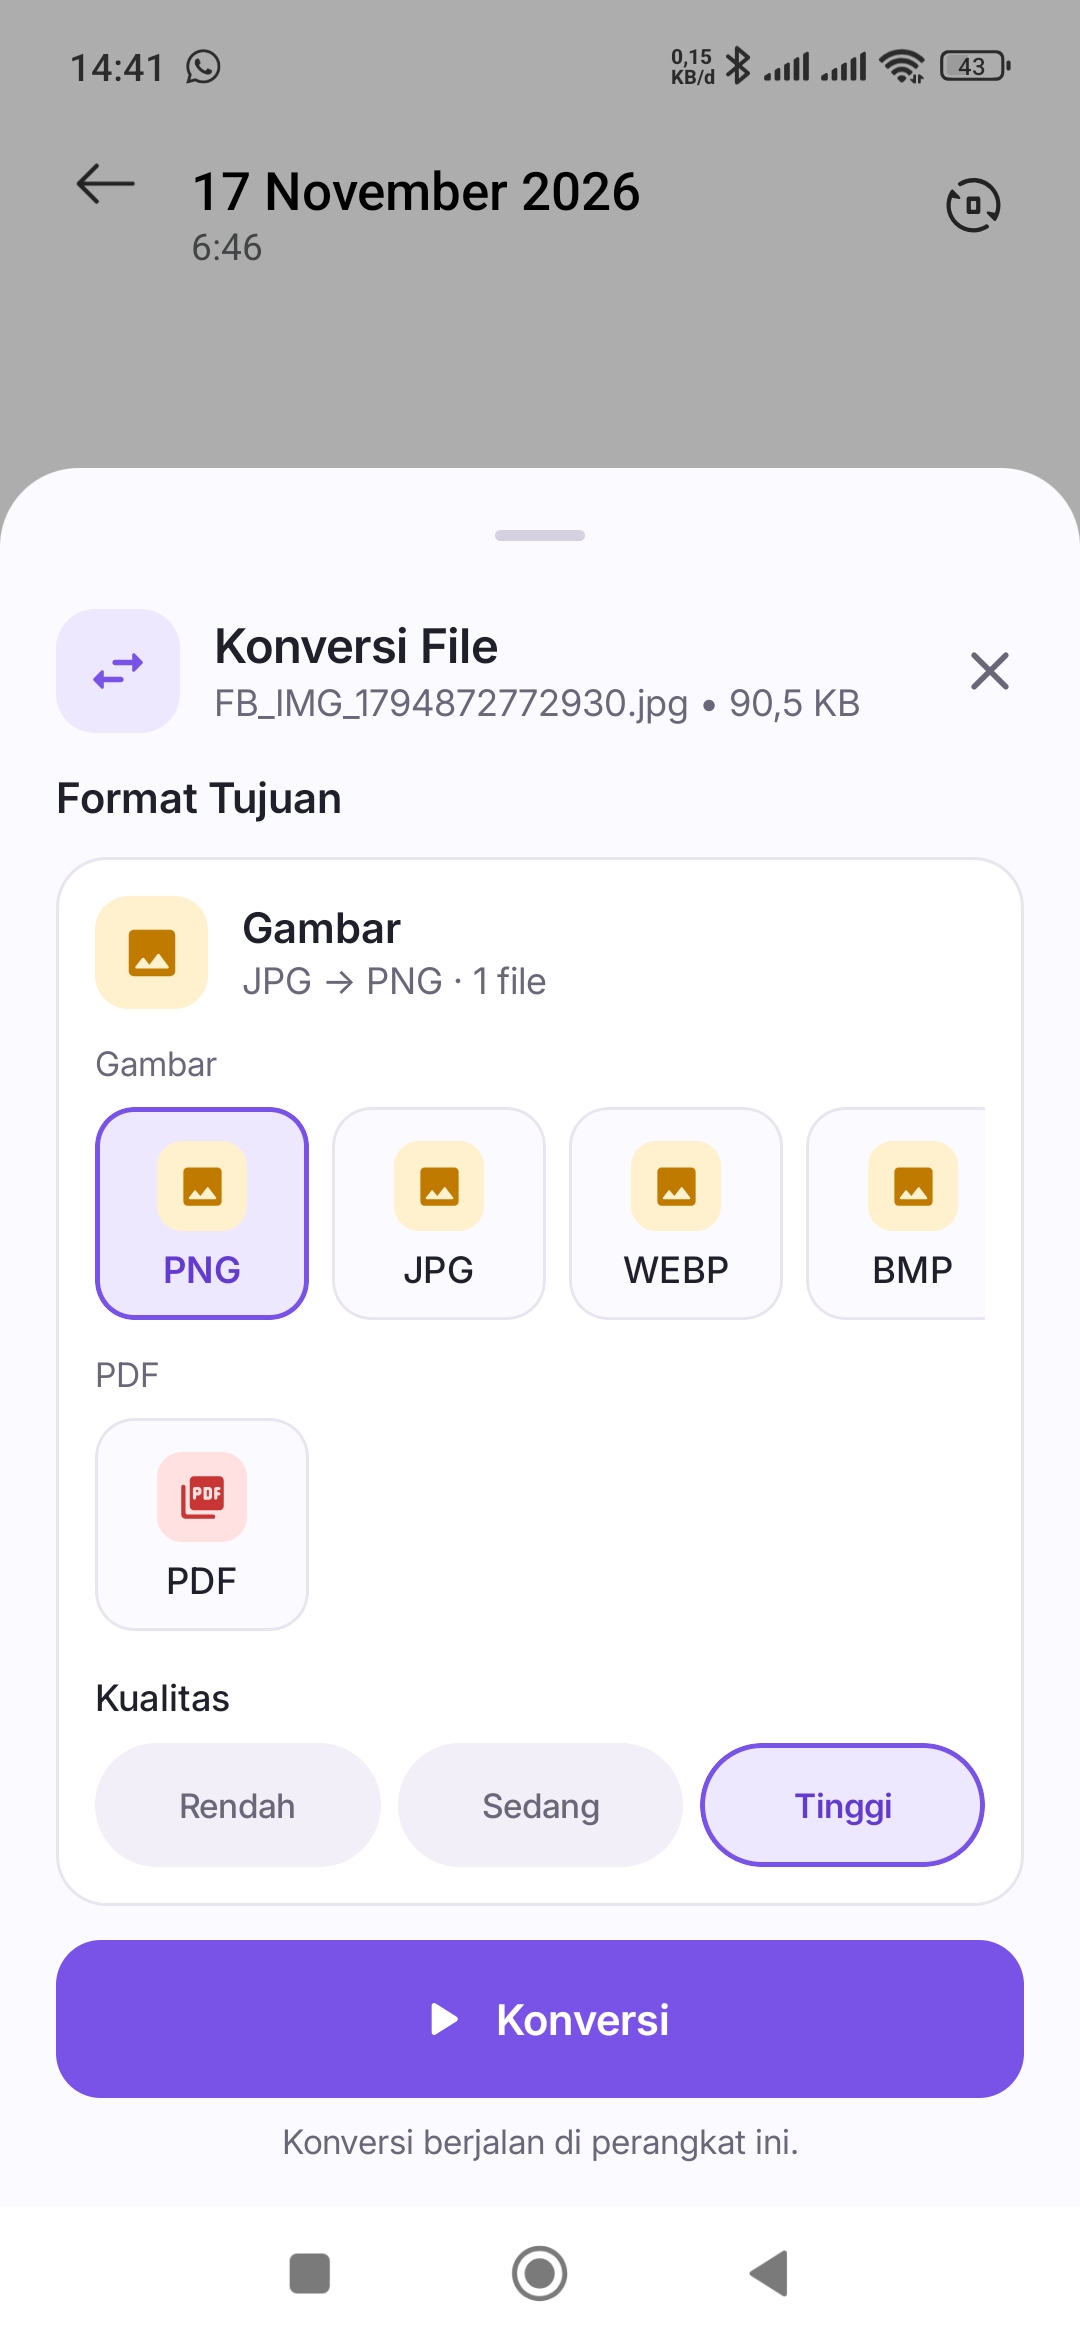 14:41
0,15
KB/d
43
17 November 2026
6:46
Konversi File
FB_IMG_1794872772930.jpg • 90,5 KB
Format Tujuan
Gambar
JPG → PNG · 1 file
Gambar
PNG
JPG
WEBP
BMP
PDF
PDF
PDF
Kualitas
Rendah
Sedang
Tinggi
Konversi
Konversi berjalan di perangkat ini.